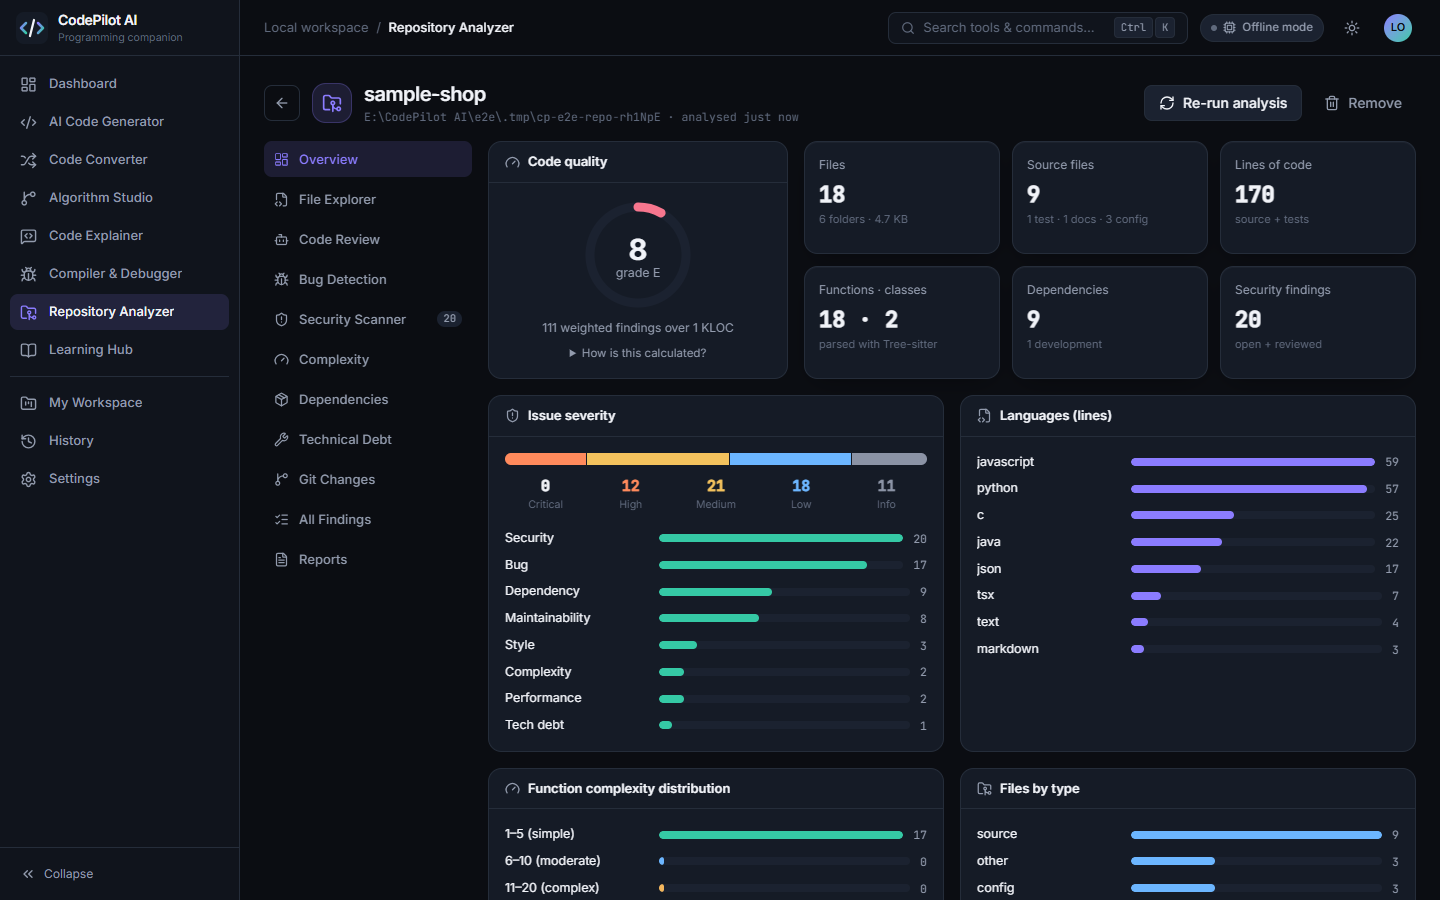 CodePilot AI
Programming companion
Dashboard
AI Code Generator
Code Converter
Algorithm Studio
Code Explainer
Compiler & Debugger
Repository Analyzer
Learning Hub
My Workspace
History
Settings
Collapse
Local workspace / Repository Analyzer
Search tools & commands... Ctrl K
Offline mode
LO
sample-shop
E:\CodePilot AI\e2e\.tmp\cp-e2e-repo-rh1NpE · analysed just now
Re-run analysis
Remove
Overview
File Explorer
Code Review
Bug Detection
Security Scanner 20
Complexity
Dependencies
Technical Debt
Git Changes
All Findings
Reports
Code quality
8
grade E
111 weighted findings over 1 KLOC
How is this calculated?
Files
18
6 folders · 4.7 KB
Source files
9
1 test · 1 docs · 3 config
Lines of code
170
source + tests
Functions · classes
18 · 2
parsed with Tree-sitter
Dependencies
9
1 development
Security findings
20
open + reviewed
Issue severity
0 12 21 18 11
Critical High Medium Low Info
Security 20
Bug 17
Dependency 9
Maintainability 8
Style 3
Complexity 2
Performance 2
Tech debt 1
Languages (lines)
javascript 59
python 57
c 25
java 22
json 17
tsx 7
text 4
markdown 3
Function complexity distribution
1–5 (simple) 17
6–10 (moderate) 0
11–20 (complex) 0
Files by type
source 9
other 3
config 3